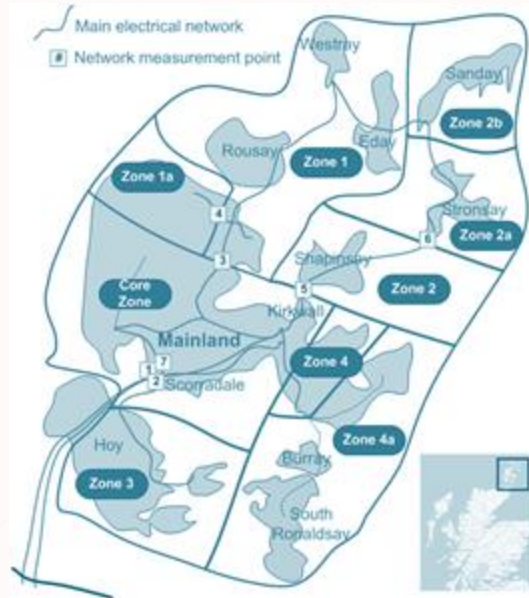 Main electrical network
# Network measurement point
Westray
Sanday
Zone 2b
Eday
Rousay
Zone 1
Zone 1a
Stronsay
4
Zone 2a
6
3
Shapinsay
Zone 2
5
Core
Zone
Kirkwall
Mainland
Zone 4
1
7
2
Scorradale
Zone 4a
Hoy
Burray
Zone 3
South
Ronaldsay